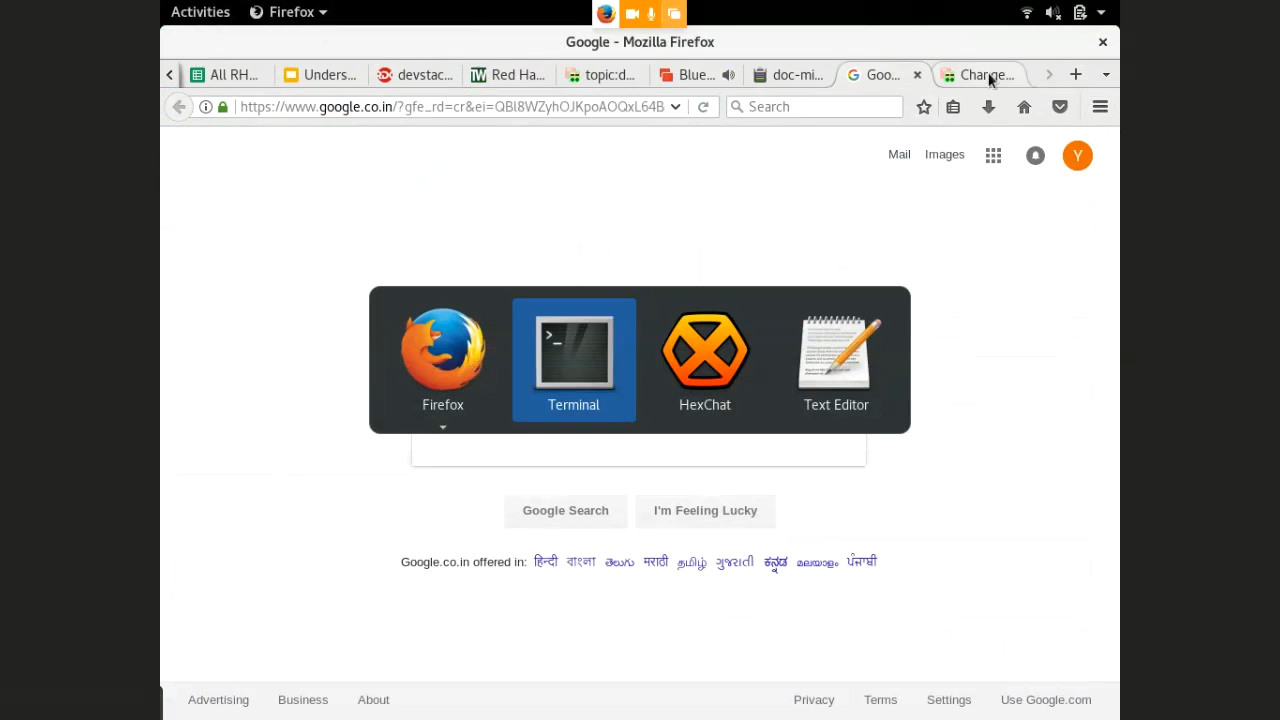 Activities Firefox
Google - Mozilla Firefox
All RH... Unders... devstac... Red Ha... topic:d... Blue... doc-mi... Goo... Change...
https://www.google.co.in/?gfe_rd=cr&ei=QBl8WZyhOJKpoAOQxL64B Search
Mail Images Y
Firefox Terminal HexChat Text Editor
Google Search I'm Feeling Lucky
Google.co.in offered in: हिन्दी বাংলা తెలుగు मराठी தமிழ் ગુજરાતી ಕನ್ನಡ മലയാളം ਪੰਜਾਬੀ
Advertising Business About Privacy Terms Settings Use Google.com